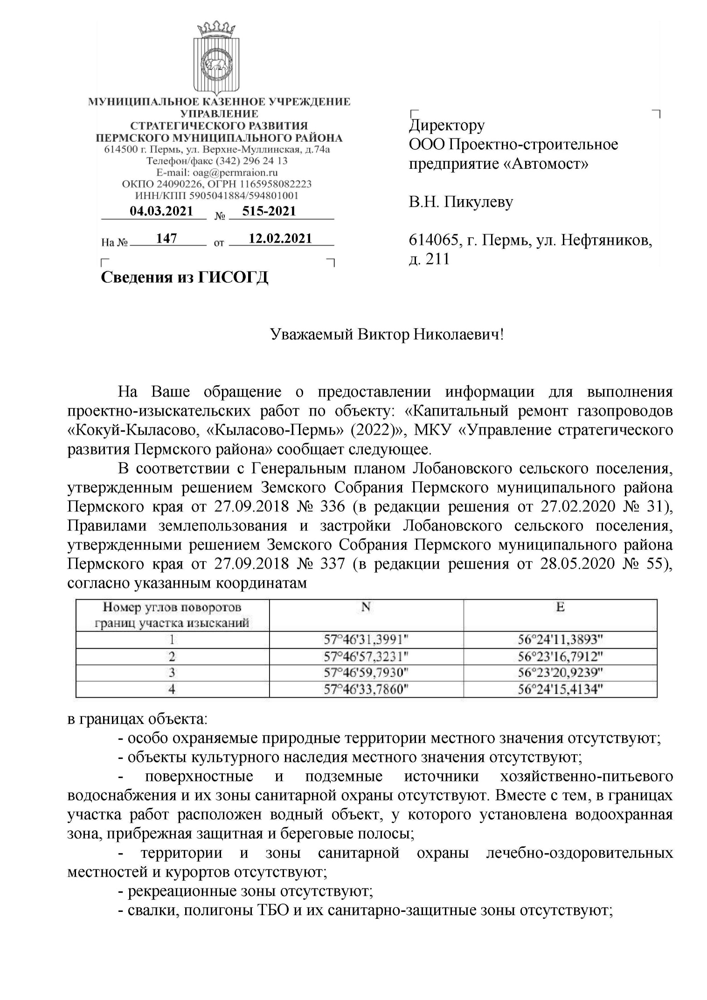 МУНИЦИПАЛЬНОЕ КАЗЕННОЕ УЧРЕЖДЕНИЕ
УПРАВЛЕНИЕ
СТРАТЕГИЧЕСКОГО РАЗВИТИЯ
ПЕРМСКОГО МУНИЦИПАЛЬНОГО РАЙОНА
614500 г. Пермь, ул. Верхне-Муллинская, д.74а
Телефон/факс (342) 296 24 13
E-mail: oag@permraion.ru
ОКПО 24090226, ОГРН 1165958082223
ИНН/КПП 5905041884/594801001
04.03.2021 № 515-2021
На № 147 от 12.02.2021
Сведения из ГИСОГД
Директору
ООО Проектно-строительное
предприятие «Автомост»
В.Н. Пикулеву
614065, г. Пермь, ул. Нефтяников,
д. 211
Уважаемый Виктор Николаевич!
На Ваше обращение о предоставлении информации для выполнения
проектно-изыскательских работ по объекту: «Капитальный ремонт газопроводов
«Кокуй-Кыласово, «Кыласово-Пермь» (2022)», МКУ «Управление стратегического
развития Пермского района» сообщает следующее.
В соответствии с Генеральным планом Лобановского сельского поселения,
утвержденным решением Земского Собрания Пермского муниципального района
Пермского края от 27.09.2018 № 336 (в редакции решения от 27.02.2020 № 31),
Правилами землепользования и застройки Лобановского сельского поселения,
утвержденными решением Земского Собрания Пермского муниципального района
Пермского края от 27.09.2018 № 337 (в редакции решения от 28.05.2020 № 55),
согласно указанным координатам
Номер углов поворотов
границ участка изысканий N E
1 57°46'31,3991" 56°24'11,3893"
2 57°46'57,3231" 56°23'16,7912"
3 57°46'59,7930" 56°23'20,9239"
4 57°46'33,7860" 56°24'15,4134"
в границах объекта:
- особо охраняемые природные территории местного значения отсутствуют;
- объекты культурного наследия местного значения отсутствуют;
- поверхностные и подземные источники хозяйственно-питьевого
водоснабжения и их зоны санитарной охраны отсутствуют. Вместе с тем, в границах
участка работ расположен водный объект, у которого установлена водоохранная
зона, прибрежная защитная и береговые полосы;
- территории и зоны санитарной охраны лечебно-оздоровительных
местностей и курортов отсутствуют;
- рекреационные зоны отсутствуют;
- свалки, полигоны ТБО и их санитарно-защитные зоны отсутствуют;